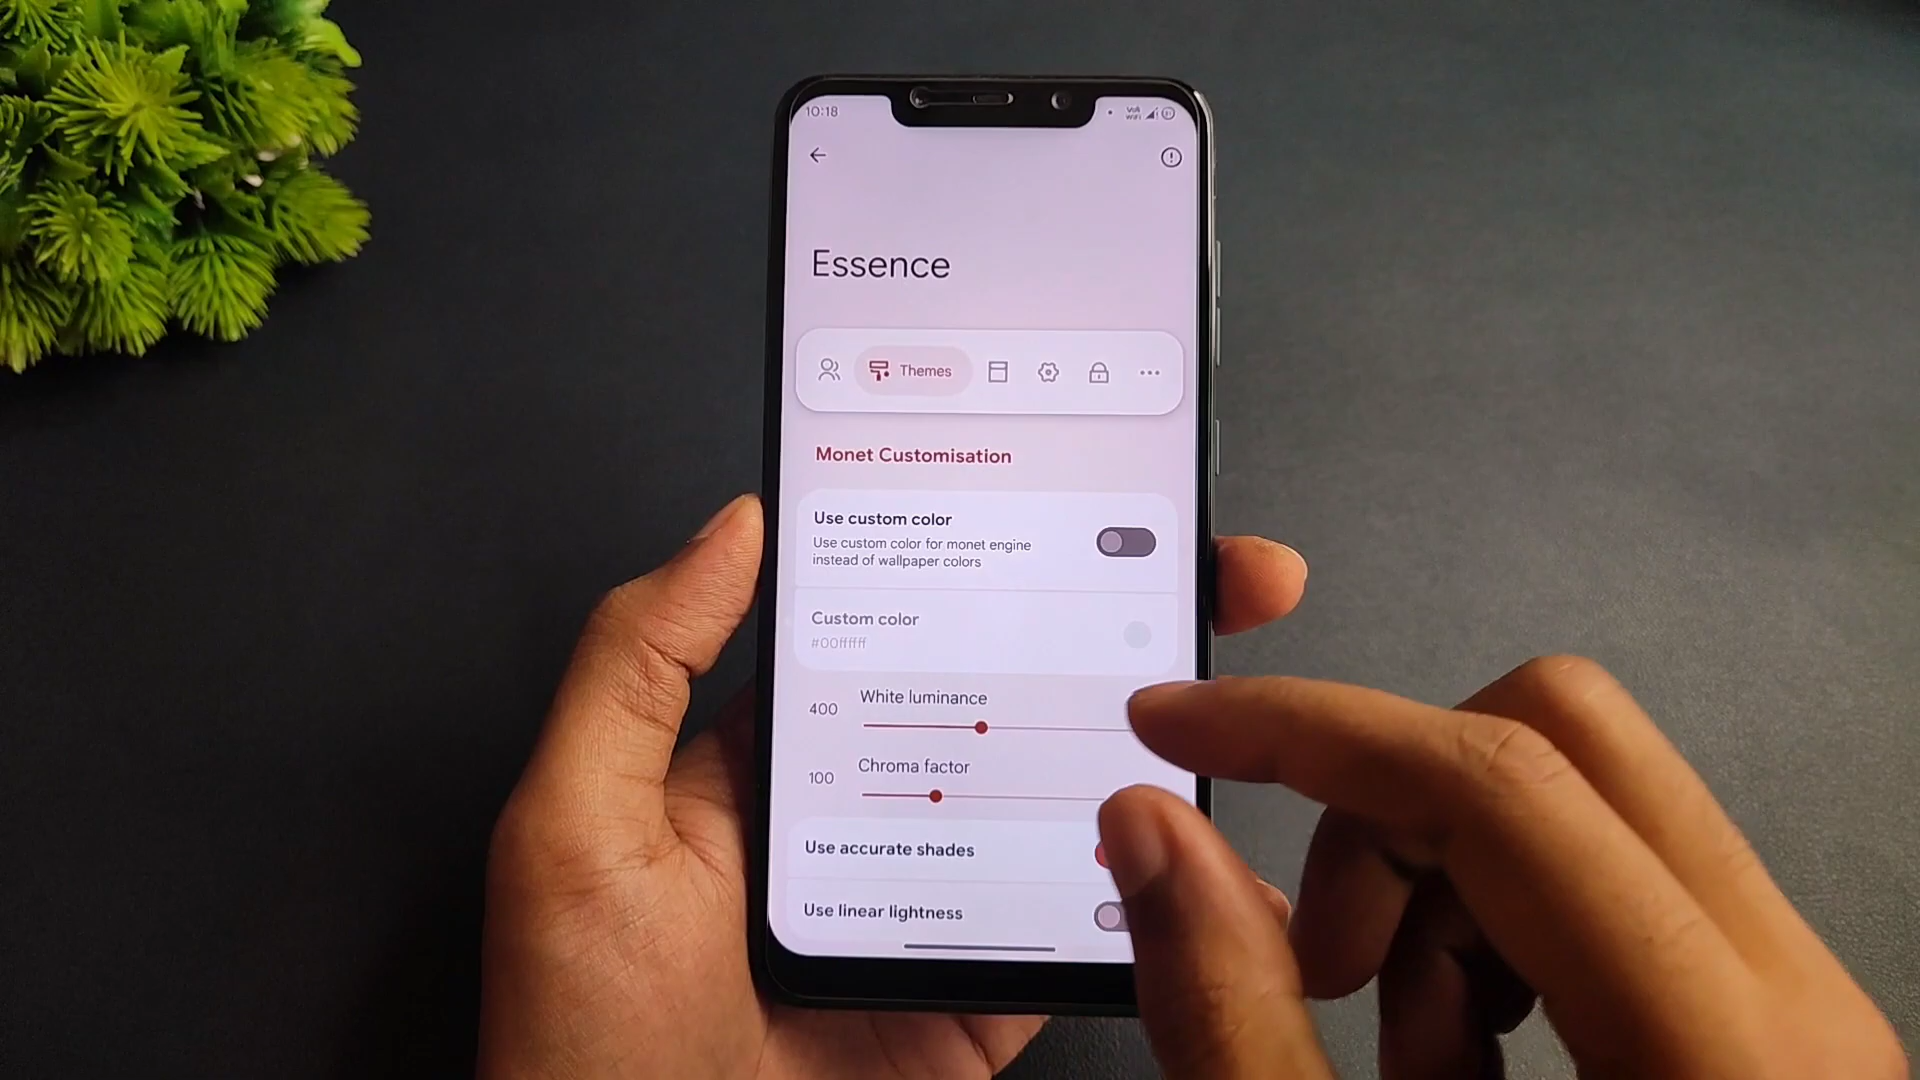 10:18
Essence
Themes
Monet Customisation
Use custom color
Use custom color for monet engine
instead of wallpaper colors
Custom color
#00ffffff
White luminance
400
Chroma factor
100
Use accurate shades
Use linear lightness